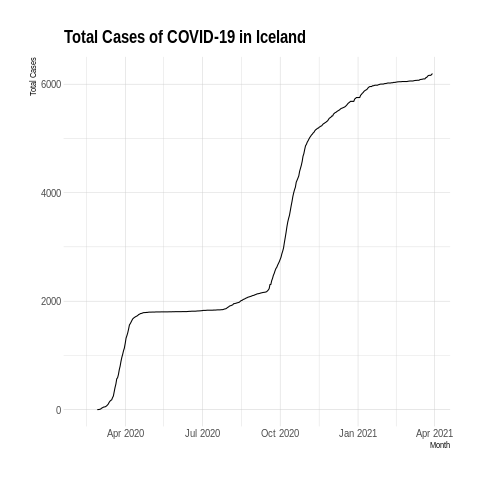 Total Cases of COVID-19 in Iceland
Total Cases
6000
4000
2000
0
Apr 2020 Jul 2020 Oct 2020 Jan 2021 Apr 2021
Month